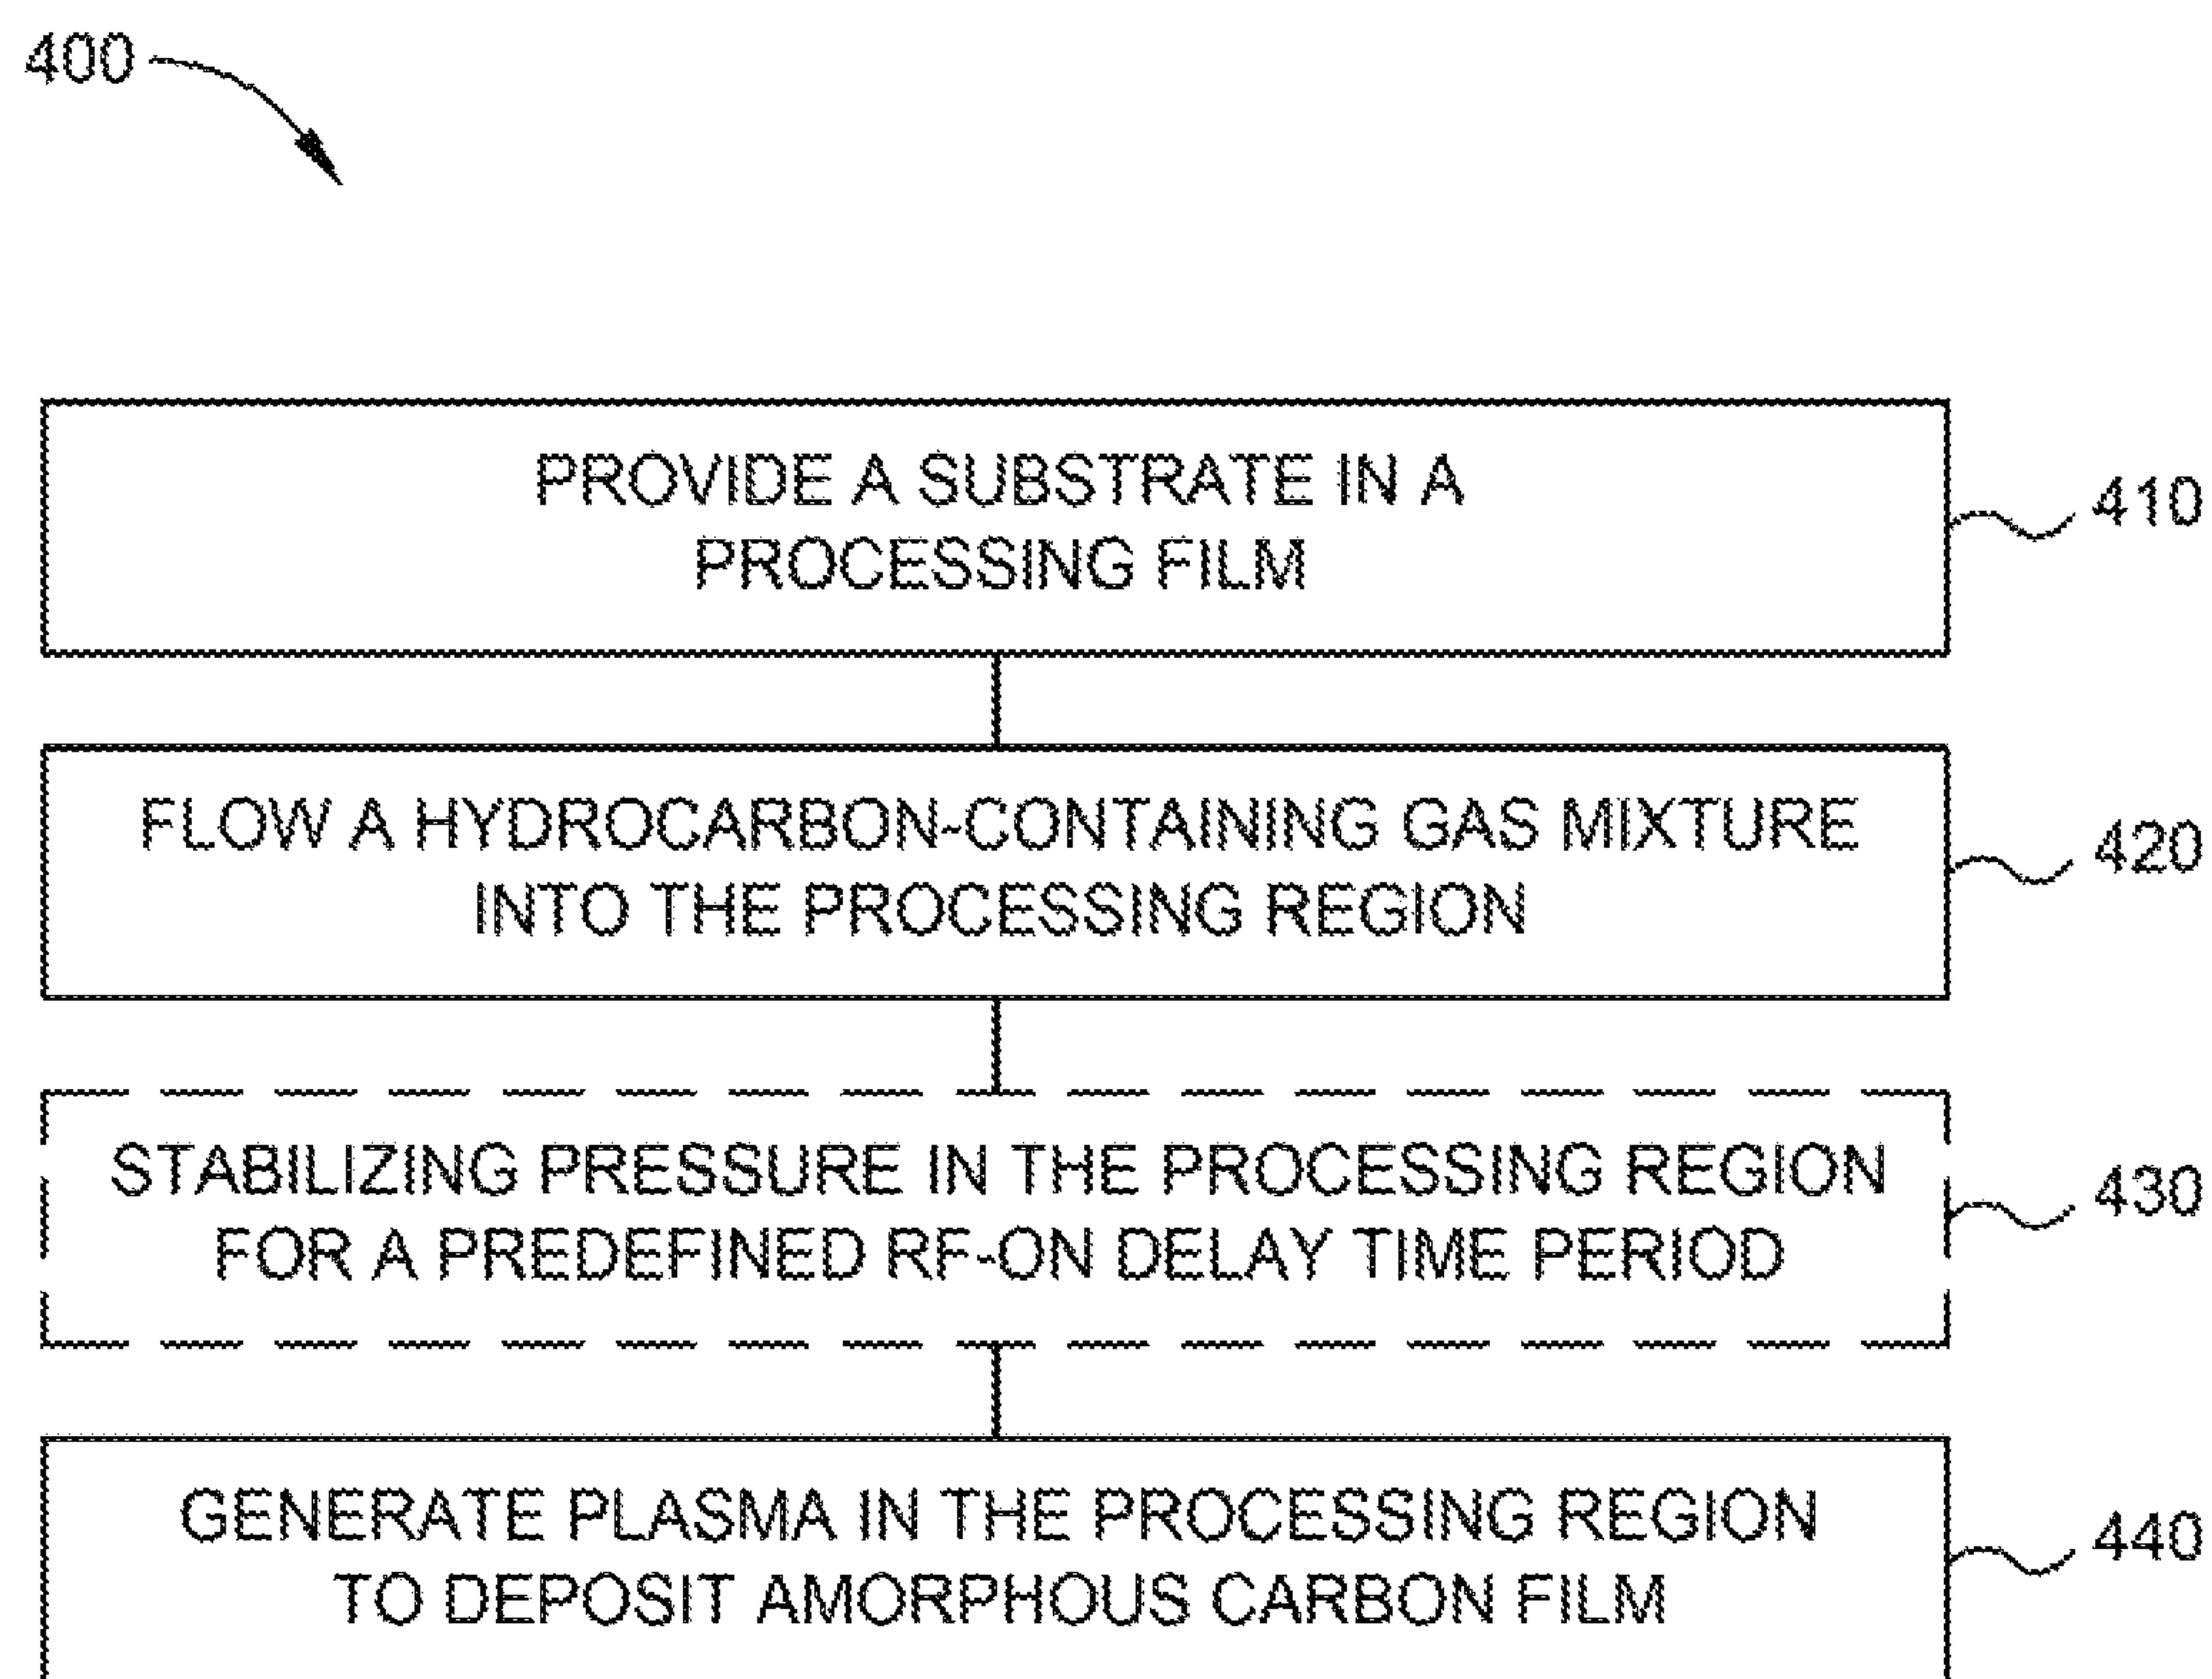 400
PROVIDE A SUBSTRATE IN A
PROCESSING FILM
410
FLOW A HYDROCARBON-CONTAINING GAS MIXTURE
INTO THE PROCESSING REGION
420
STABILIZING PRESSURE IN THE PROCESSING REGION
FOR A PREDEFINED RF-ON DELAY TIME PERIOD
430
GENERATE PLASMA IN THE PROCESSING REGION
TO DEPOSIT AMORPHOUS CARBON FILM
440